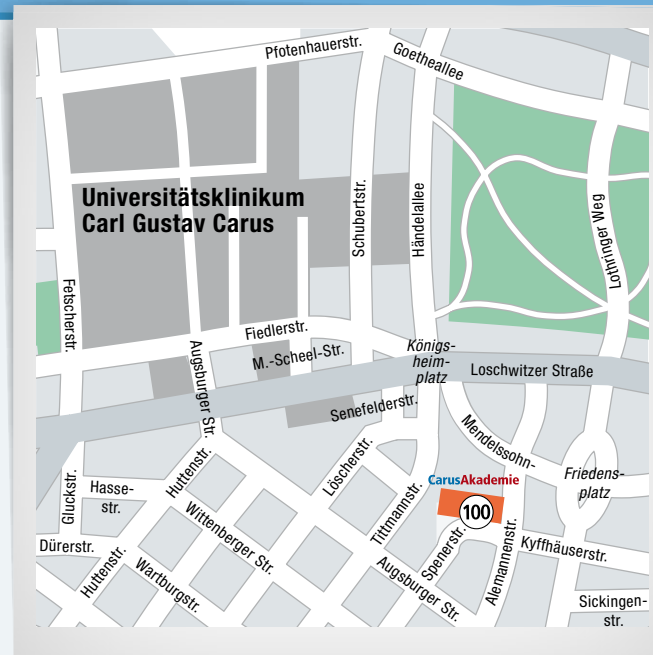 Pfotenhauerstr.
Goetheallee
Universitätsklinikum
Carl Gustav Carus
Schubertstr.
Händelallee
Lothringer Weg
Fetscherstr.
Fiedlerstr.
M.-Scheel-Str.
Augsburger Str.
Königs-
heim-
platz
Loschwitzer Straße
Senefelderstr.
Mendelssohn-
Löscherstr.
Huttenstr.
Gluckstr.
Hasse-
str.
CarusAkademie
100
Friedens-
platz
Tittmannstr.
Wittenberger Str.
Dürerstr.
Huttenstr.
Wartburgstr.
Augsburger Str.
Spenerstr.
Alemannenstr.
Kyffhäuserstr.
Sickingen-
str.